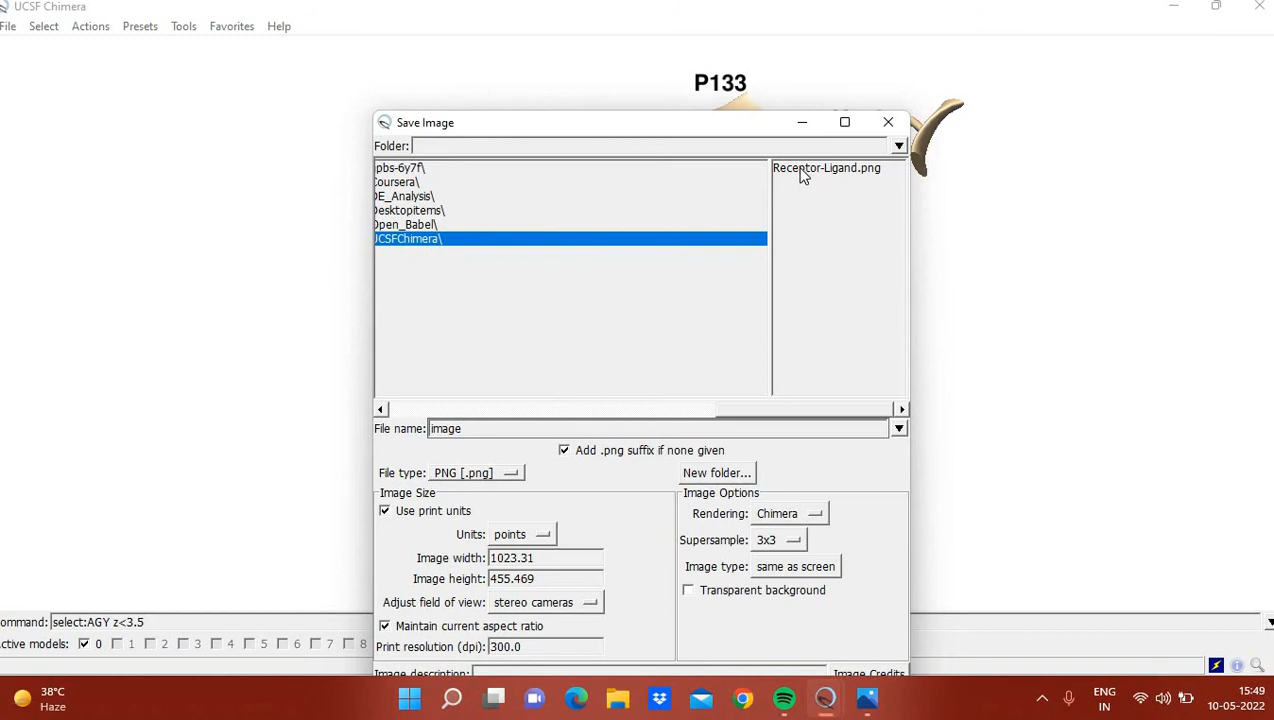 UCSF Chimera
File Select Actions Presets Tools Favorites Help
P133
Save Image
Folder:
pbs-6y7f\
Coursera\
DE_Analysis\
Desktopitems\
Open_Babel\
UCSFChimera\
Receptor-Ligand.png
File name: image
Add .png suffix if none given
File type: PNG [.png] New folder...
Image Size
Use print units
Units: points
Image width: 1023.31
Image height: 455.469
Adjust field of view: stereo cameras
Maintain current aspect ratio
Print resolution (dpi): 300.0
Image Options
Rendering: Chimera
Supersample: 3x3
Image type: same as screen
Transparent background
Image description: Image Credits
ommand: select:AGY z<3.5
ctive models: 0 1 2 3 4 5 6 7 8
38°C
Haze
ENG
IN
15:49
10-05-2022